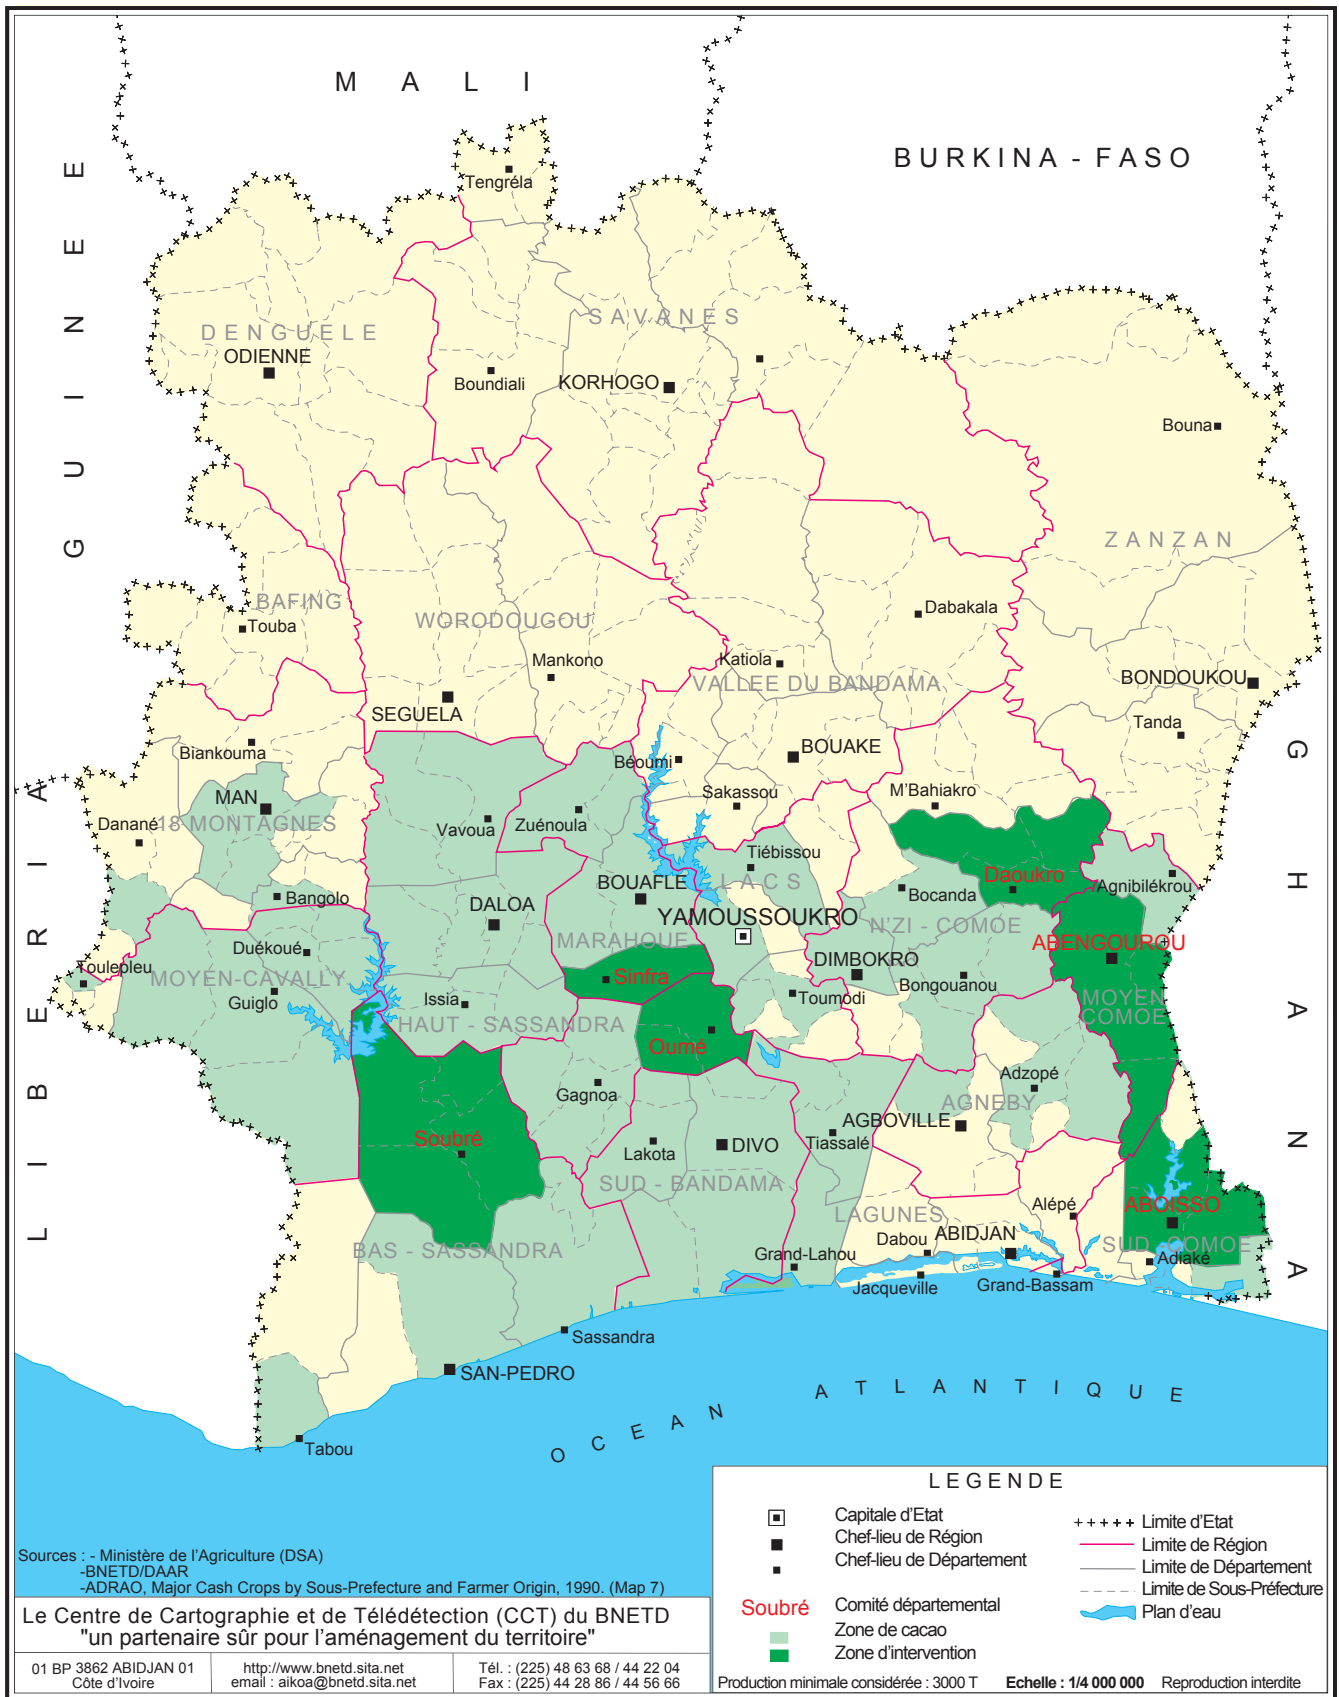 MALI
BURKINA - FASO
GUINEE
LIBERIA
GHANA
Tengréla
DENGUELE
ODIENNE
SAVANES
Boundiali
KORHOGO
Bouna
ZANZAN
BAFING
Touba
WORODOUGOU
Mankono
SEGUELA
Dabakala
Katiola
VALLEE DU BANDAMA
BONDOUKOU
Tanda
Biankouma
BOUAKE
Béoumi
MAN
18 MONTAGNES
Danané
Sakassou
M'Bahiakro
Vavoua
Zuénoula
Tiébissou
Daoukro
Agnibilékrou
Bangolo
BOUAFLE
LACS
Bocanda
DALOA
YAMOUSSOUKRO
N'ZI - COMOE
MARAHOUE
ABENGOUROU
Duékoué
Toulepleu
MOYEN-CAVALLY
Sinfra
DIMBOKRO
Bongouanou
Guiglo
Issia
Toumodi
MOYEN
COMOE
HAUT - SASSANDRA
Oumé
Adzopé
Gagnoa
AGNEBY
AGBOVILLE
Soubré
Lakota
DIVO
Tiassalé
SUD - BANDAMA
LAGUNES
Alépé
ABOISSO
BAS - SASSANDRA
Dabou
ABIDJAN
SUD COMOE
Grand-Lahou
Adiaké
Jacqueville
Grand-Bassam
Sassandra
SAN-PEDRO
Tabou
OCEAN ATLANTIQUE
Sources : - Ministère de l'Agriculture (DSA)
-BNETD/DAAR
-ADRAO, Major Cash Crops by Sous-Prefecture and Farmer Origin, 1990. (Map 7)
Le Centre de Cartographie et de Télédétection (CCT) du BNETD
"un partenaire sûr pour l'aménagement du territoire"
01 BP 3862 ABIDJAN 01
Côte d'Ivoire
http://www.bnetd.sita.net
email : aikoa@bnetd.sita.net
Tél. : (225) 48 63 68 / 44 22 04
Fax : (225) 44 28 86 / 44 56 66
LEGENDE
Capitale d'Etat
Chef-lieu de Région
Chef-lieu de Département
Soubré Comité départemental
Zone de cacao
Zone d'intervention
Limite d'Etat
Limite de Région
Limite de Département
Limite de Sous-Préfecture
Plan d'eau
Production minimale considérée : 3000 T Echelle : 1/4 000 000 Reproduction interdite